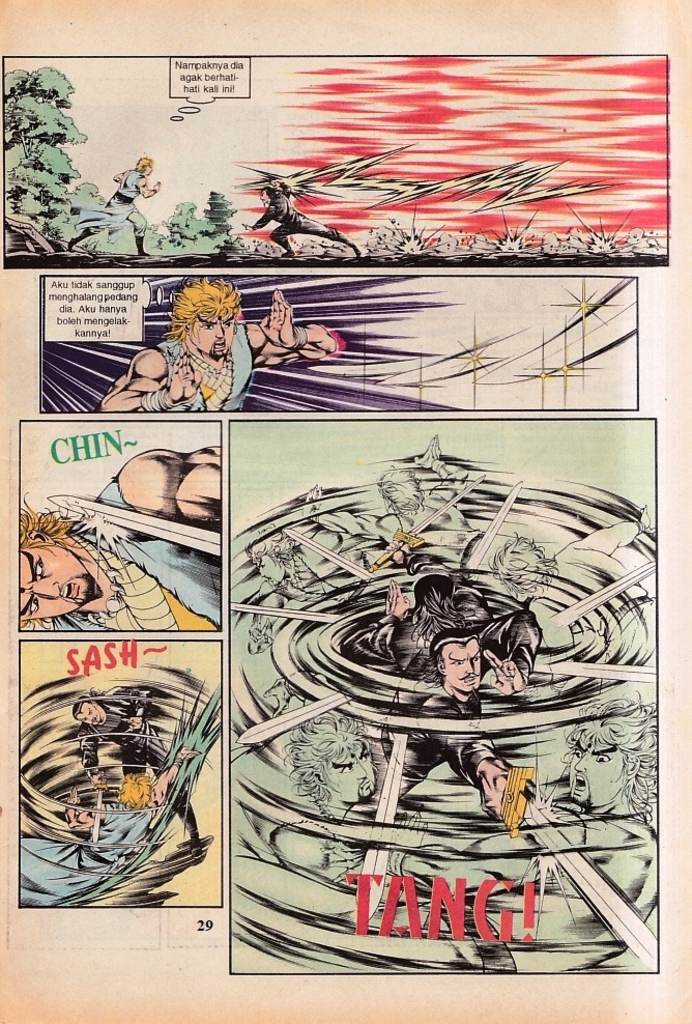 Nampaknya dia
agak berhati-
hati kali ini!
Aku tidak sanggup
menghalang pedang
dia. Aku hanya
boleh mengelak-
kannya!
CHIN~
SASH~
TANG!
29